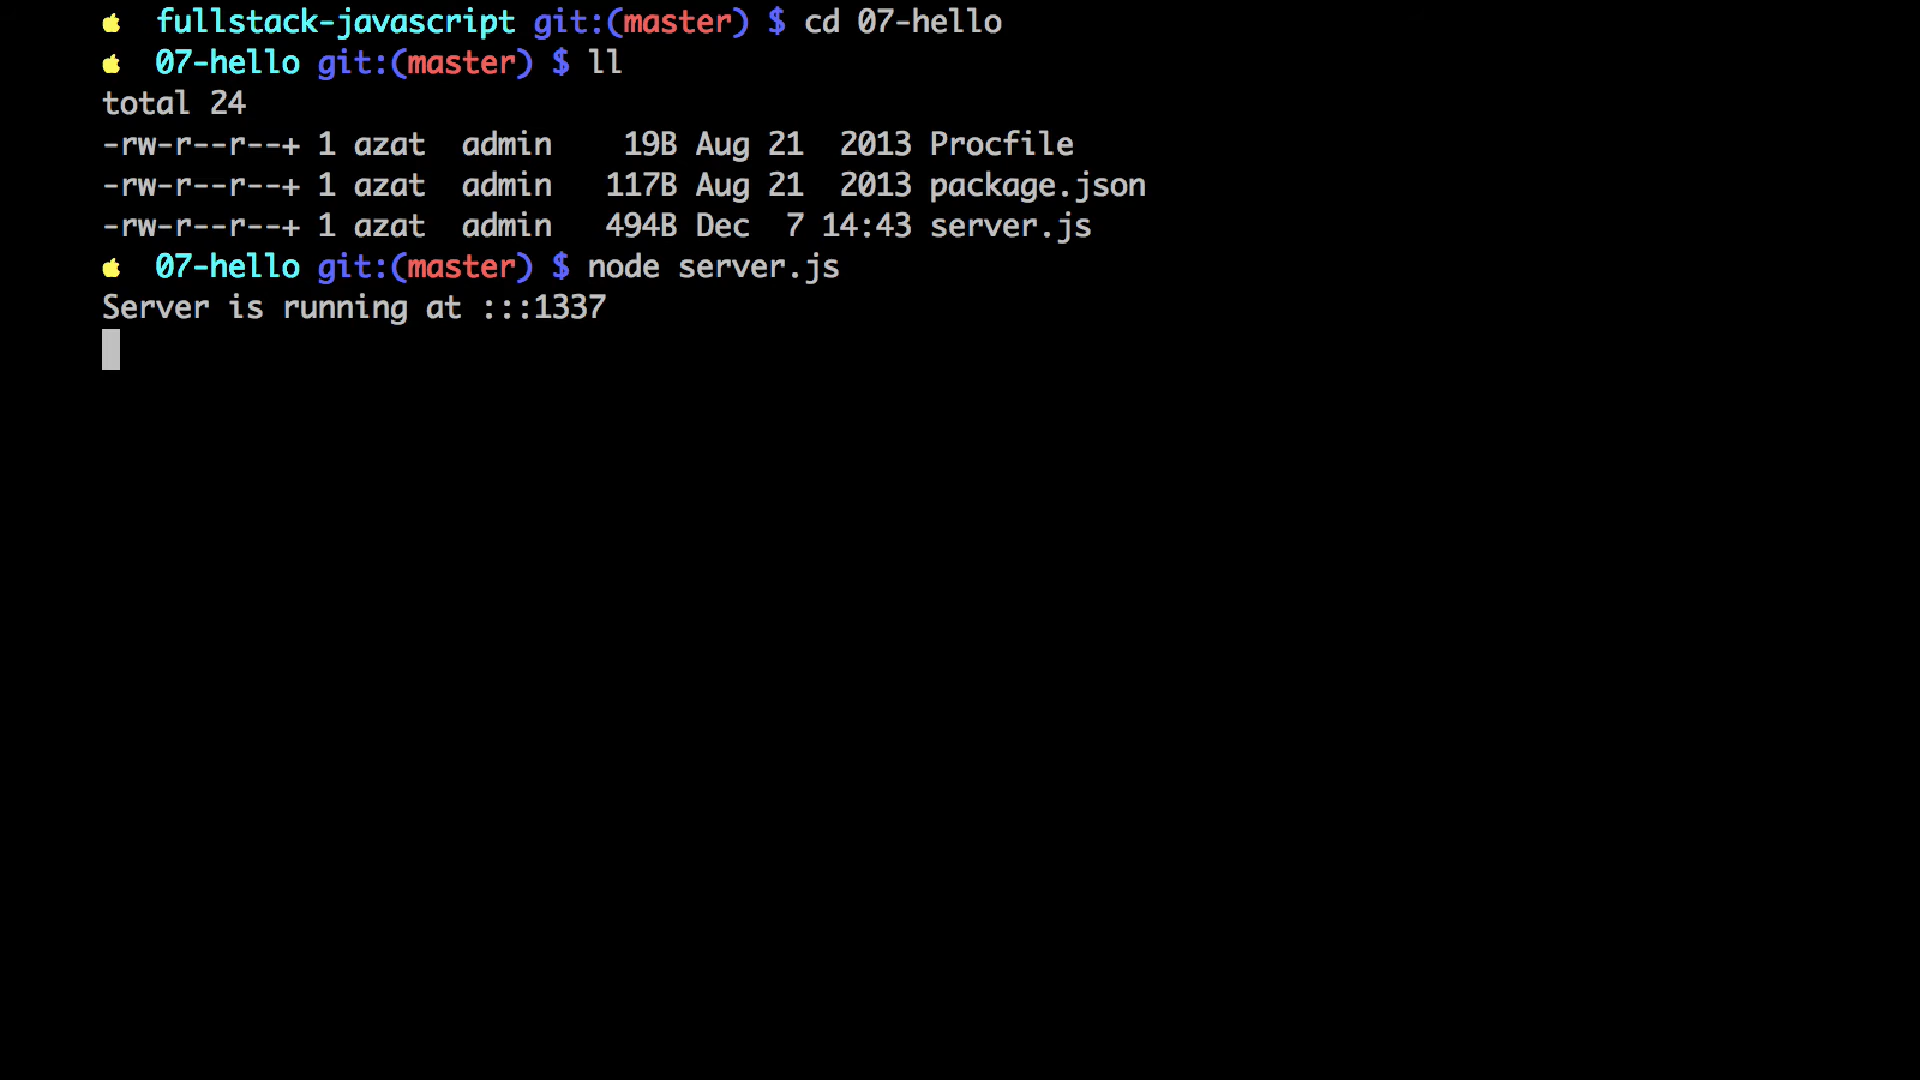 fullstack-javascript git:(master) $ cd 07-hello
07-hello git:(master) $ ll
total 24
-rw-r--r--+ 1 azat  admin    19B Aug 21  2013 Procfile
-rw-r--r--+ 1 azat  admin   117B Aug 21  2013 package.json
-rw-r--r--+ 1 azat  admin   494B Dec  7 14:43 server.js
07-hello git:(master) $ node server.js
Server is running at :::1337